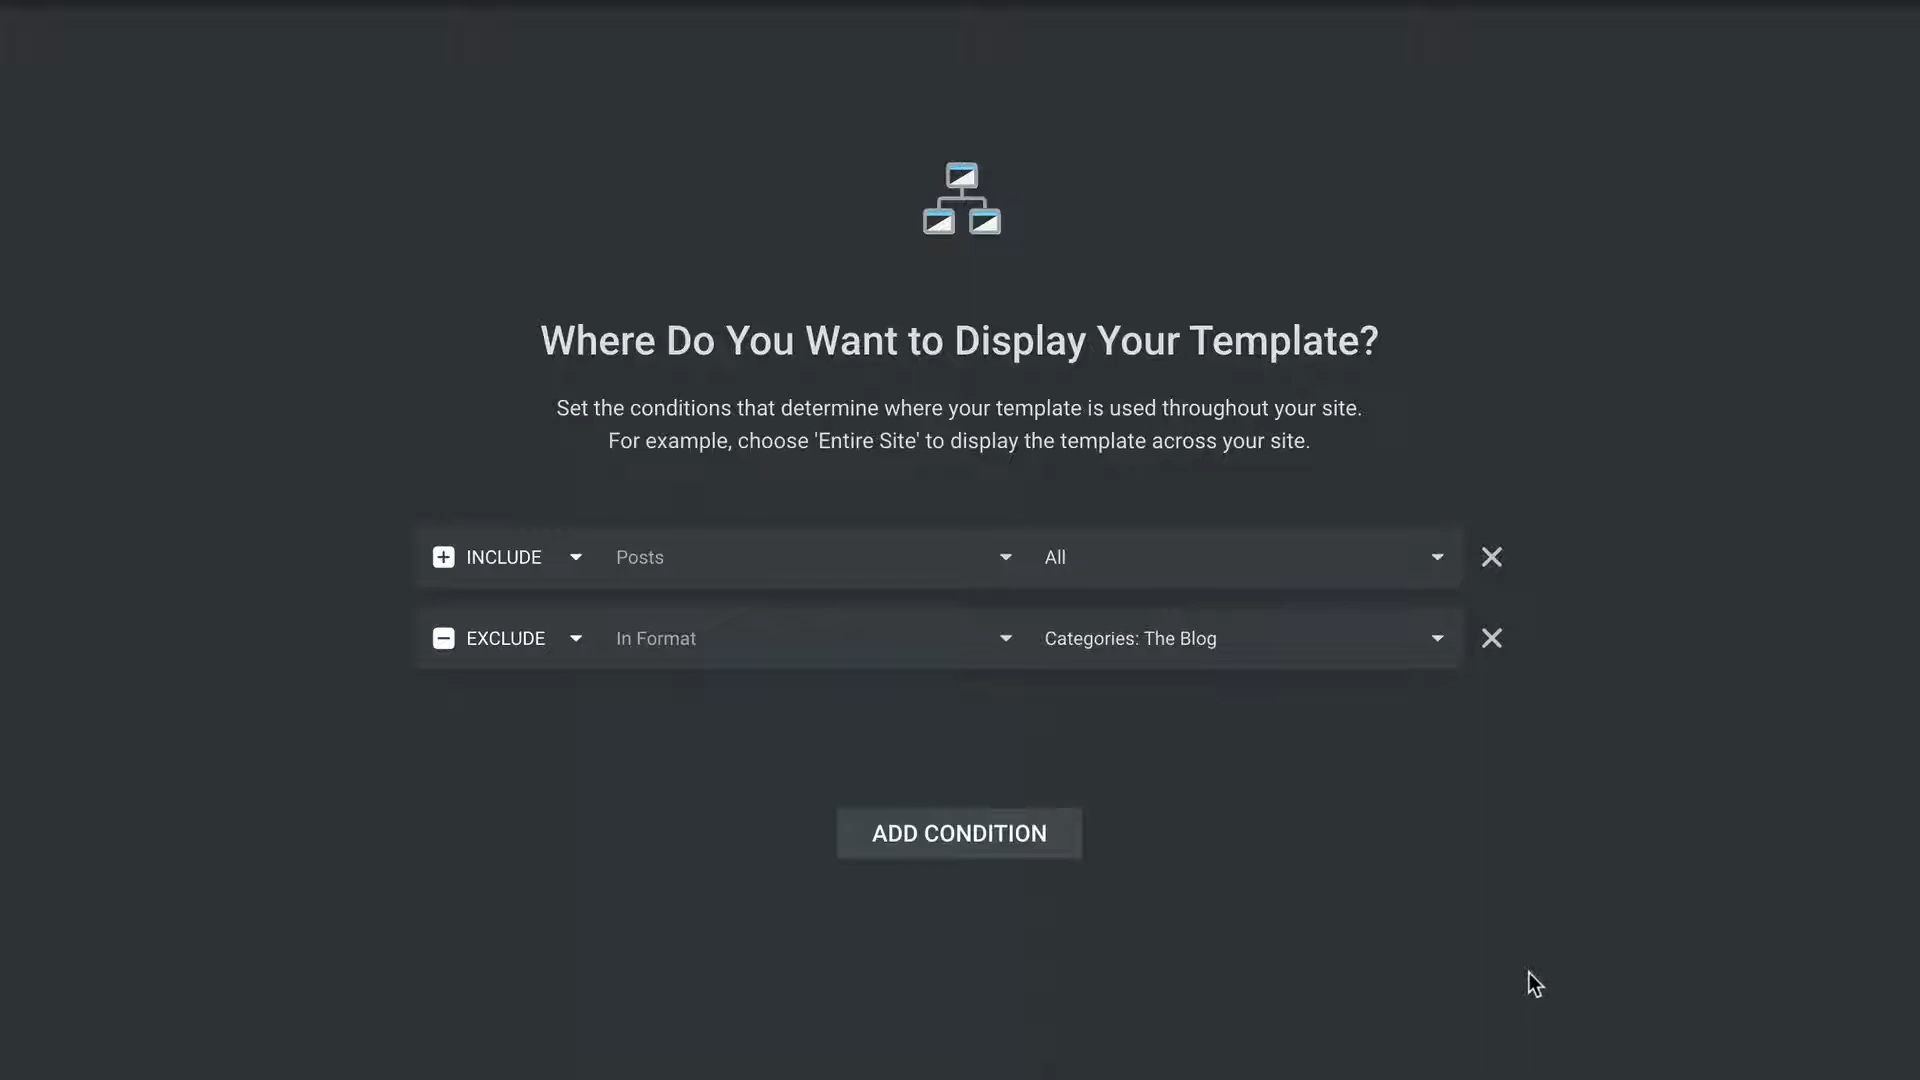 Where Do You Want to Display Your Template?
Set the conditions that determine where your template is used throughout your site.
For example, choose 'Entire Site' to display the template across your site.
INCLUDE Posts All
EXCLUDE In Format Categories: The Blog
ADD CONDITION